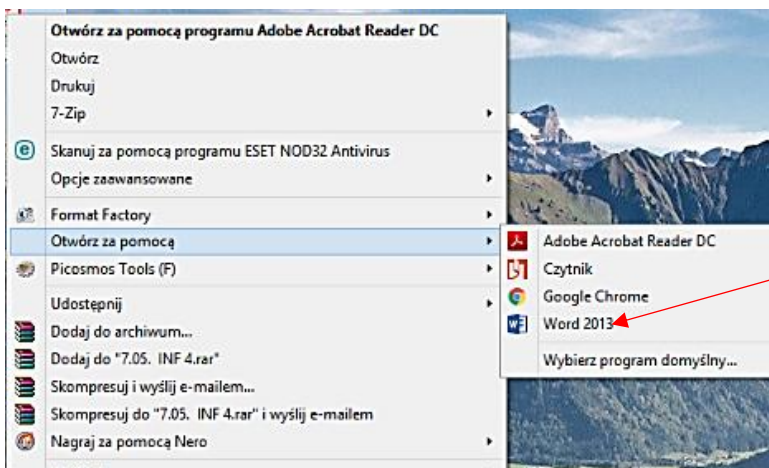 Otwórz za pomocą programu Adobe Acrobat Reader DC
Otwórz
Drukuj
7-Zip
Skanuj za pomocą programu ESET NOD32 Antivirus
Opcje zaawansowane
Format Factory
Otwórz za pomocą
Picosmos Tools (F)
Udostępnij
Dodaj do archiwum...
Dodaj do "7.05. INF 4.rar"
Skompresuj i wyślij e-mailem...
Skompresuj do "7.05. INF 4.rar" i wyślij e-mailem
Nagraj za pomocą Nero
Adobe Acrobat Reader DC
Czytnik
Google Chrome
Word 2013
Wybierz program domyślny...